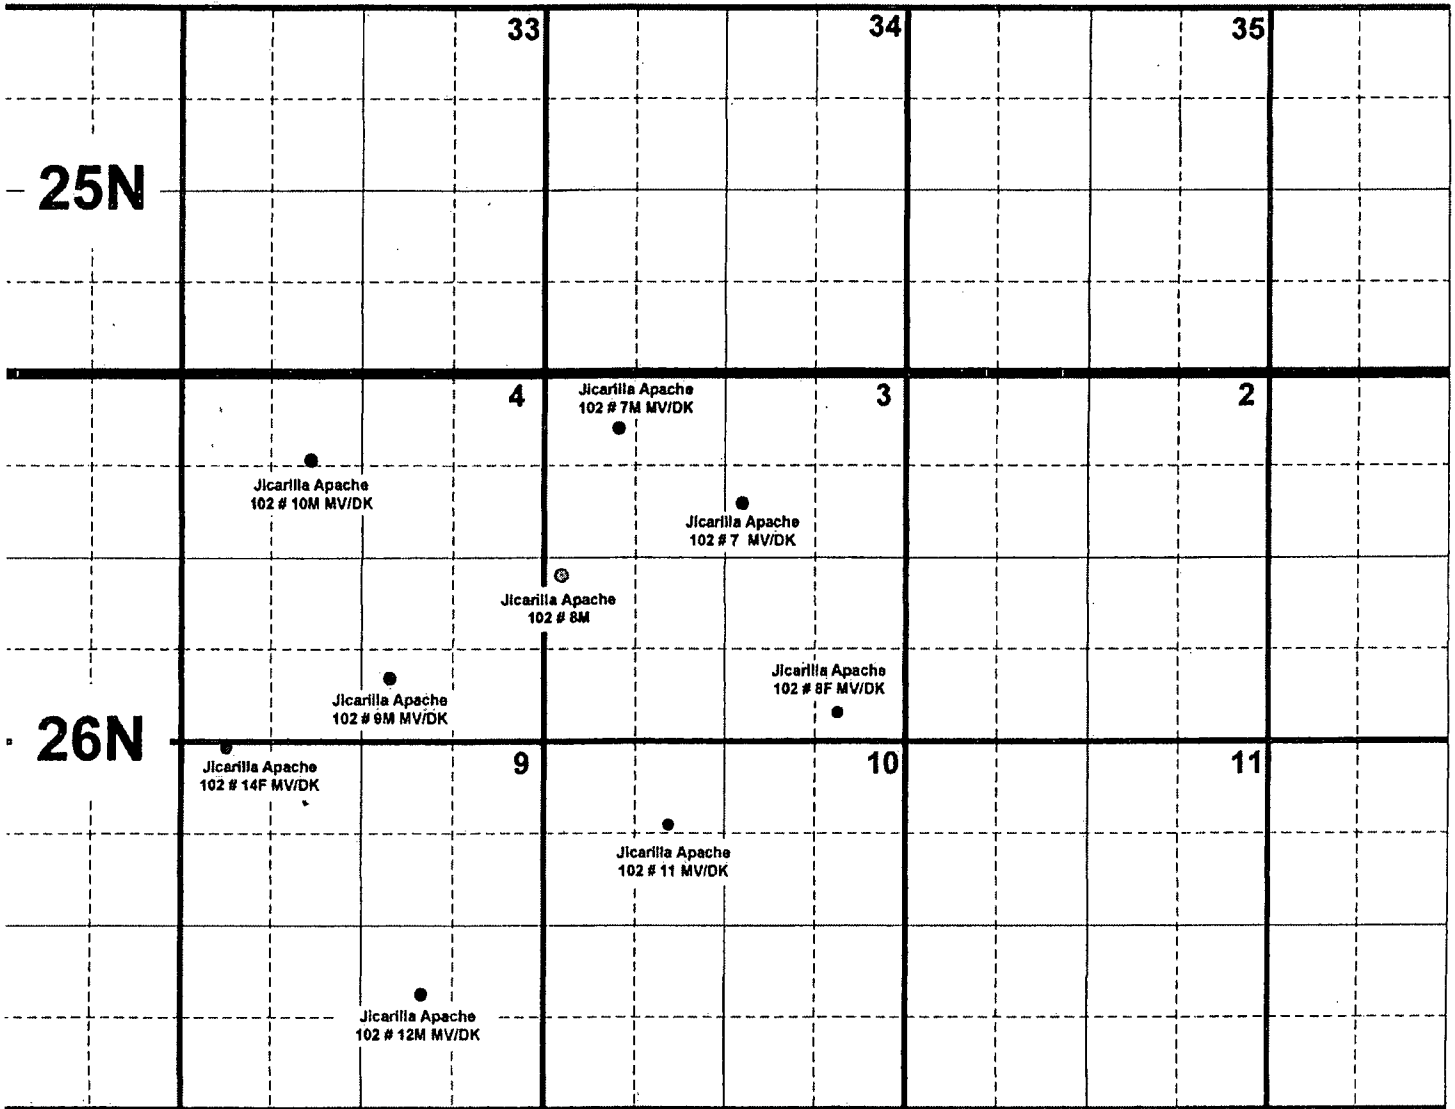 33
34
35
25N
4
3
2
Jicarilla Apache
102 # 7M MV/DK
Jicarilla Apache
102 # 10M MV/DK
Jicarilla Apache
102 # 7 MV/DK
Jicarilla Apache
102 # 8M
Jicarilla Apache
102 # 8F MV/DK
Jicarilla Apache
102 # 9M MV/DK
26N
9
10
11
Jicarilla Apache
102 # 14F MV/DK
Jicarilla Apache
102 # 11 MV/DK
Jicarilla Apache
102 # 12M MV/DK